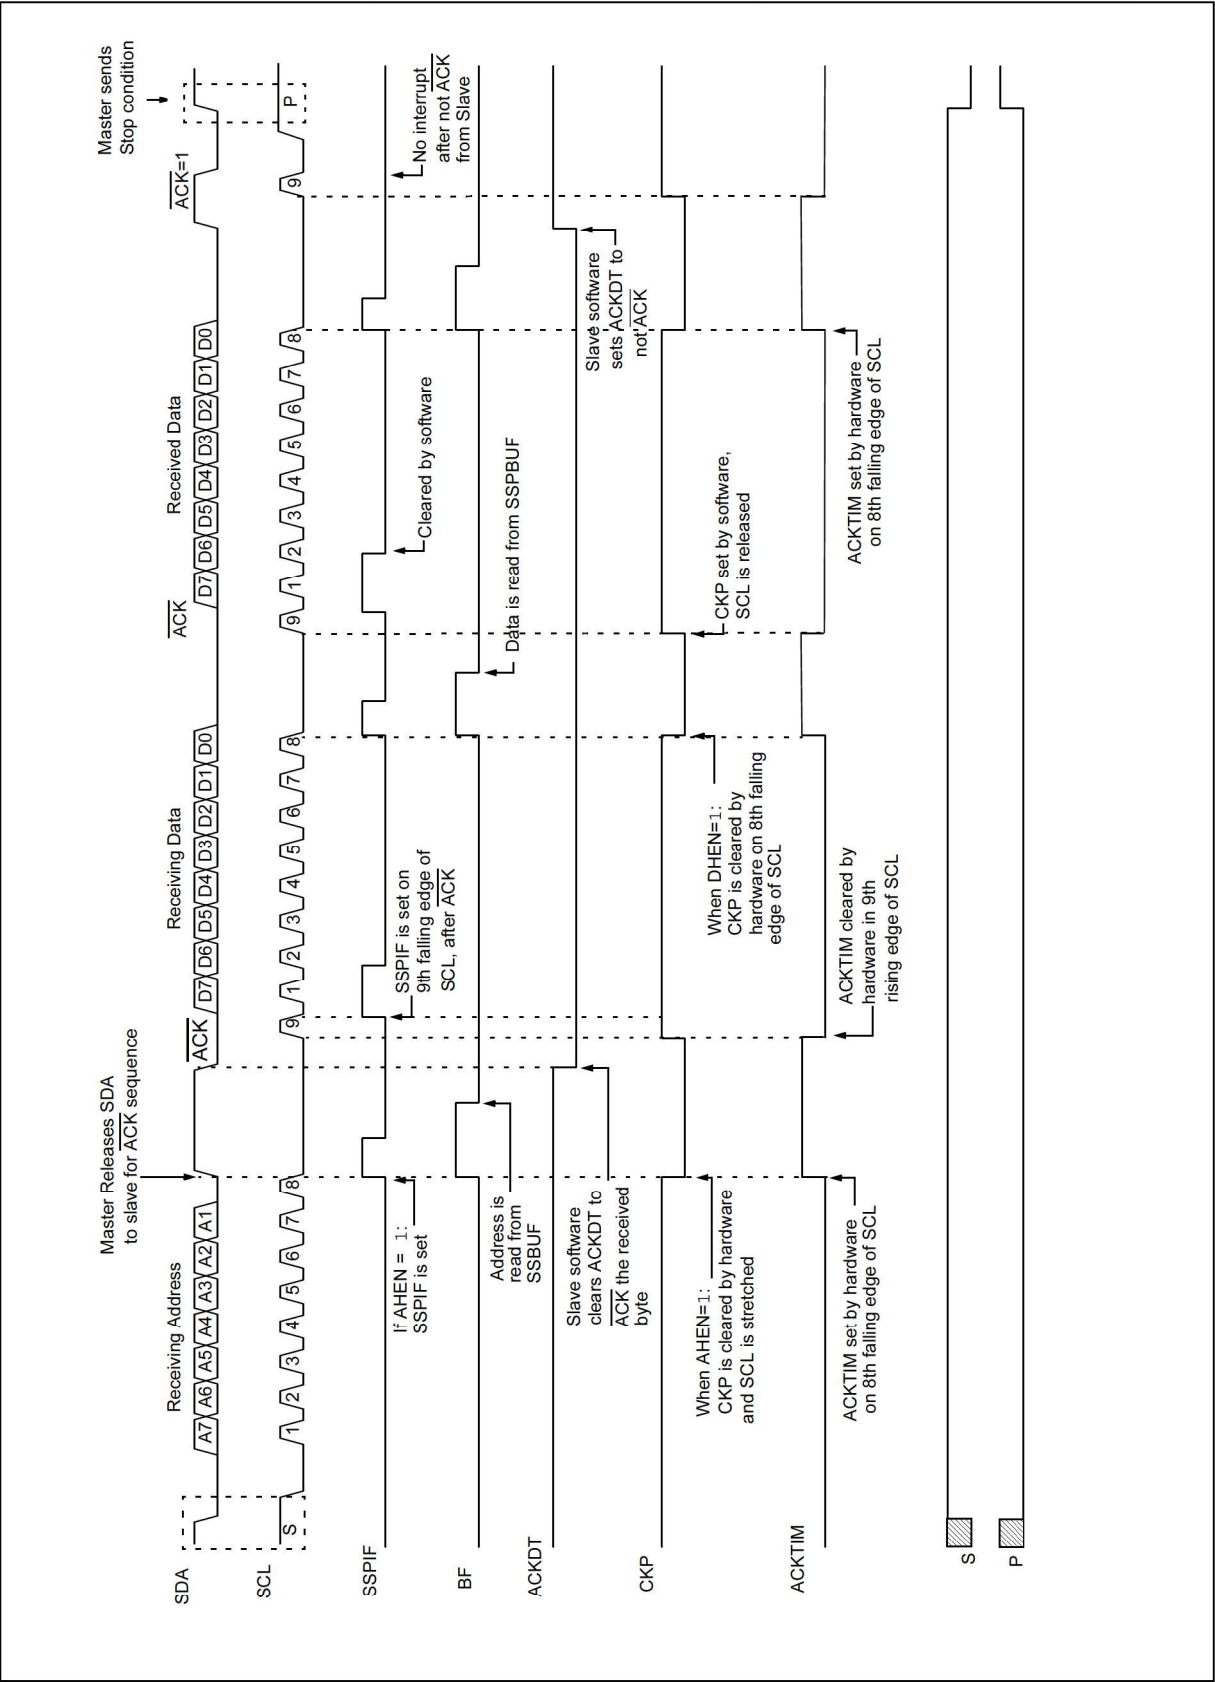 Master Releases SDA
to slave for ACK sequence
Master sends
Stop condition
Receiving Address
ACK
Receiving Data
ACK
Received Data
ACK=1
SDA
A7 A6 A5 A4 A3 A2 A1
D7 D6 D5 D4 D3 D2 D1 D0
D7 D6 D5 D4 D3 D2 D1 D0
SCL
S
1 2 3 4 5 6 7 8
9 1 2 3 4 5 6 7 8
9 1 2 3 4 5 6 7 8
9
P
SSPIF
If AHEN = 1:
SSPIF is set
SSPIF is set on
9th falling edge of
SCL, after ACK
Cleared by software
No interrupt
after not ACK
from Slave
BF
Address is
read from
SSBUF
Data is read from SSPBUF
ACKDT
Slave software
clears ACKDT to
ACK the received
byte
Slave software
sets ACKDT to
not ACK
CKP
When AHEN=1:
CKP is cleared by hardware
and SCL is stretched
When DHEN=1:
CKP is cleared by
hardware on 8th falling
edge of SCL
CKP set by software,
SCL is released
ACKTIM
ACKTIM set by hardware
on 8th falling edge of SCL
ACKTIM cleared by
hardware in 9th
rising edge of SCL
ACKTIM set by hardware
on 8th falling edge of SCL
S
P